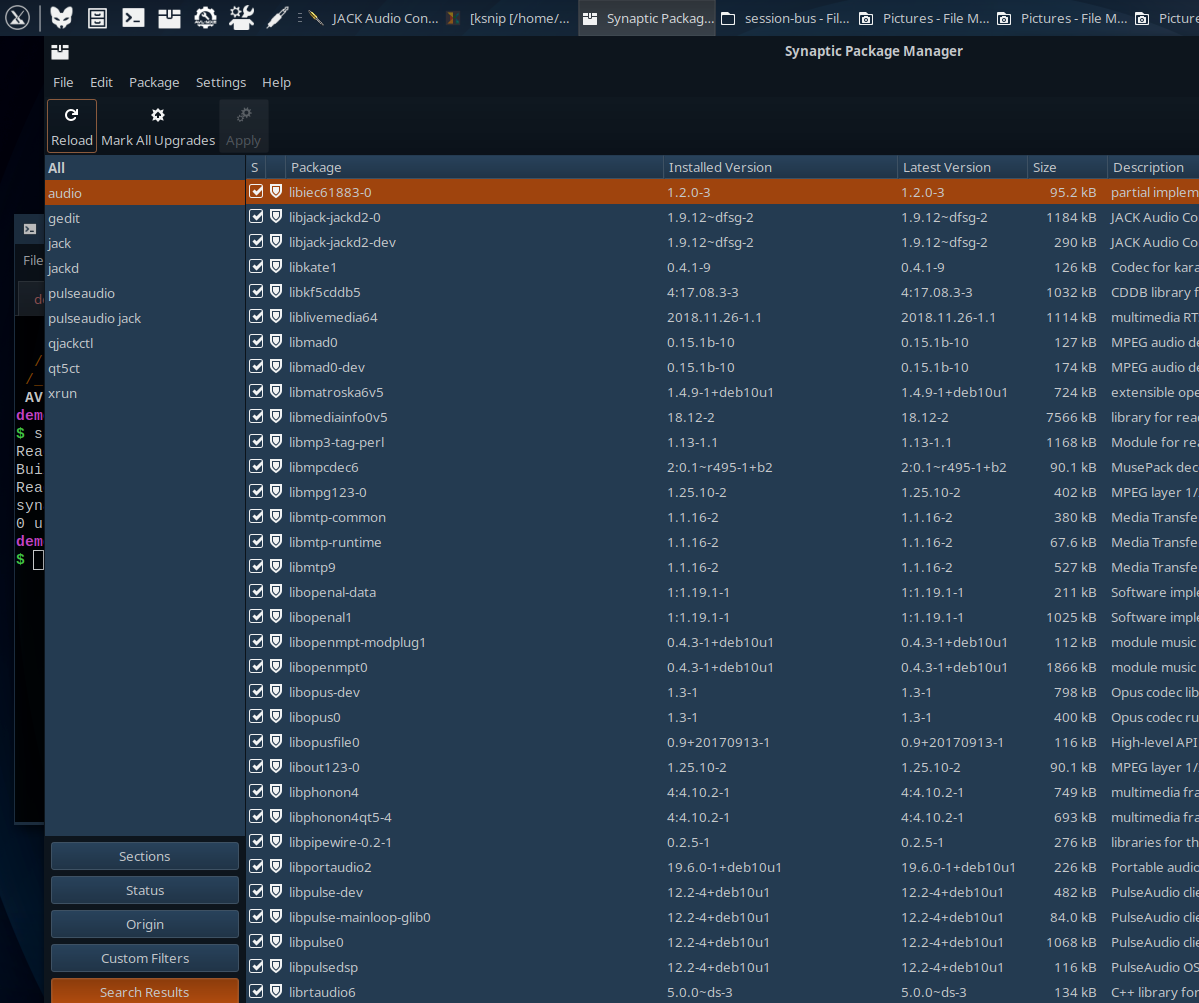 JACK Audio Con... [ksnip [/home/... Synaptic Packag... session-bus - Fil... Pictures - File M... Pictures - File M... Pictur
Synaptic Package Manager
File Edit Package Settings Help
Reload Mark All Upgrades Apply
All
audio
gedit
jack
jackd
pulseaudio
pulseaudio jack
qjackctl
qt5ct
xrun
S Package Installed Version Latest Version Size Description
libiec61883-0 1.2.0-3 1.2.0-3 95.2 kB partial implem
libjack-jackd2-0 1.9.12~dfsg-2 1.9.12~dfsg-2 1184 kB JACK Audio Co
libjack-jackd2-dev 1.9.12~dfsg-2 1.9.12~dfsg-2 290 kB JACK Audio Co
libkate1 0.4.1-9 0.4.1-9 126 kB Codec for kara
libkf5cddb5 4:17.08.3-3 4:17.08.3-3 1032 kB CDDB library f
liblivemedia64 2018.11.26-1.1 2018.11.26-1.1 1114 kB multimedia RT
libmad0 0.15.1b-10 0.15.1b-10 127 kB MPEG audio de
libmad0-dev 0.15.1b-10 0.15.1b-10 174 kB MPEG audio de
libmatroska6v5 1.4.9-1+deb10u1 1.4.9-1+deb10u1 724 kB extensible ope
libmediainfo0v5 18.12-2 18.12-2 7566 kB library for rea
libmp3-tag-perl 1.13-1.1 1.13-1.1 1168 kB Module for re
libmpcdec6 2:0.1~r495-1+b2 2:0.1~r495-1+b2 90.1 kB MusePack dec
libmpg123-0 1.25.10-2 1.25.10-2 402 kB MPEG layer 1/
libmtp-common 1.1.16-2 1.1.16-2 380 kB Media Transfe
libmtp-runtime 1.1.16-2 1.1.16-2 67.6 kB Media Transfe
libmtp9 1.1.16-2 1.1.16-2 527 kB Media Transfe
libopenal-data 1:1.19.1-1 1:1.19.1-1 211 kB Software imple
libopenal1 1:1.19.1-1 1:1.19.1-1 1025 kB Software imple
libopenmpt-modplug1 0.4.3-1+deb10u1 0.4.3-1+deb10u1 112 kB module music
libopenmpt0 0.4.3-1+deb10u1 0.4.3-1+deb10u1 1866 kB module music
libopus-dev 1.3-1 1.3-1 798 kB Opus codec lib
libopus0 1.3-1 1.3-1 400 kB Opus codec ru
libopusfile0 0.9+20170913-1 0.9+20170913-1 116 kB High-level API
libout123-0 1.25.10-2 1.25.10-2 90.1 kB MPEG layer 1/
libphonon4 4:4.10.2-1 4:4.10.2-1 749 kB multimedia fra
libphonon4qt5-4 4:4.10.2-1 4:4.10.2-1 693 kB multimedia fra
libpipewire-0.2-1 0.2.5-1 0.2.5-1 276 kB libraries for th
libportaudio2 19.6.0-1+deb10u1 19.6.0-1+deb10u1 226 kB Portable audio
libpulse-dev 12.2-4+deb10u1 12.2-4+deb10u1 482 kB PulseAudio clie
libpulse-mainloop-glib0 12.2-4+deb10u1 12.2-4+deb10u1 84.0 kB PulseAudio clie
libpulse0 12.2-4+deb10u1 12.2-4+deb10u1 1068 kB PulseAudio clie
libpulsedsp 12.2-4+deb10u1 12.2-4+deb10u1 116 kB PulseAudio OS
librtaudio6 5.0.0~ds-3 5.0.0~ds-3 134 kB C++ library for
Sections
Status
Origin
Custom Filters
Search Results
File
de
AV
dem
$ s
Rea
Bui
Rea
syn
0 u
dem
$